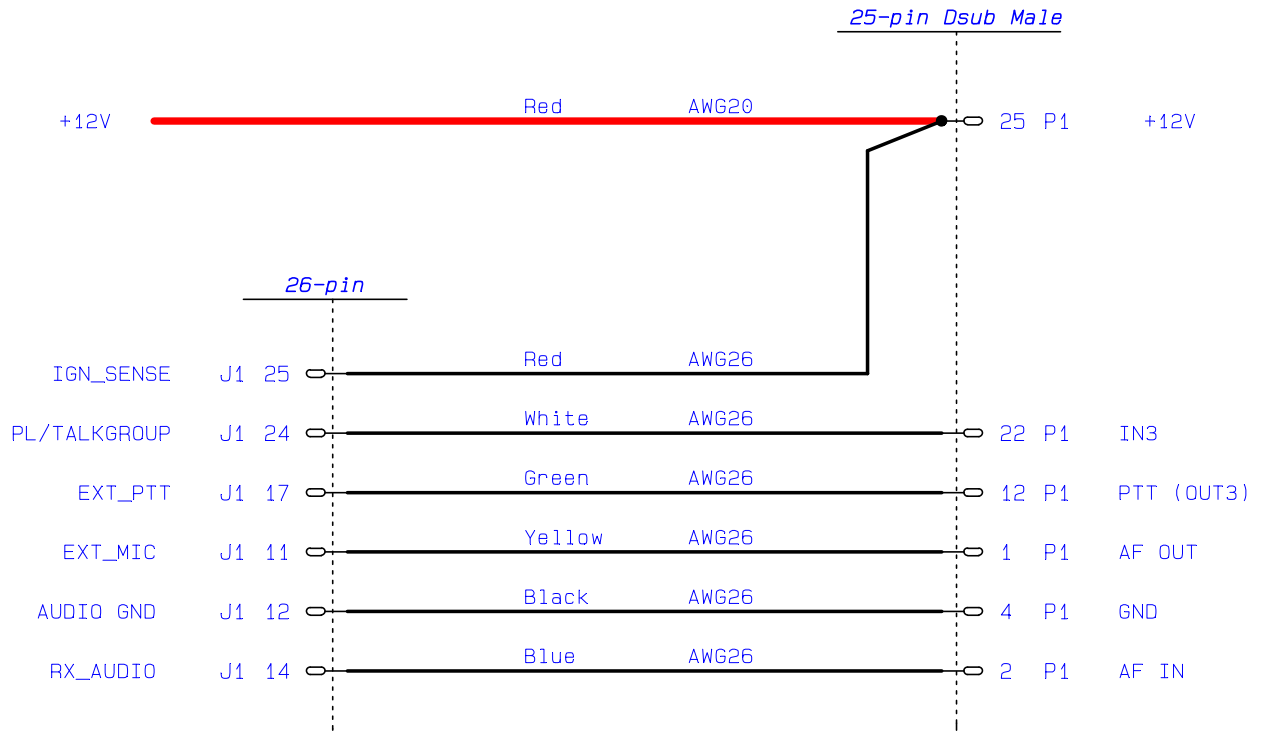 25-pin Dsub Male
Red AWG20
+12V 25 P1 +12V
26-pin
Red AWG26
IGN_SENSE J1 25
White AWG26
PL/TALKGROUP J1 24 22 P1 IN3
Green AWG26
EXT_PTT J1 17 12 P1 PTT (OUT3)
Yellow AWG26
EXT_MIC J1 11 1 P1 AF OUT
Black AWG26
AUDIO GND J1 12 4 P1 GND
Blue AWG26
RX_AUDIO J1 14 2 P1 AF IN